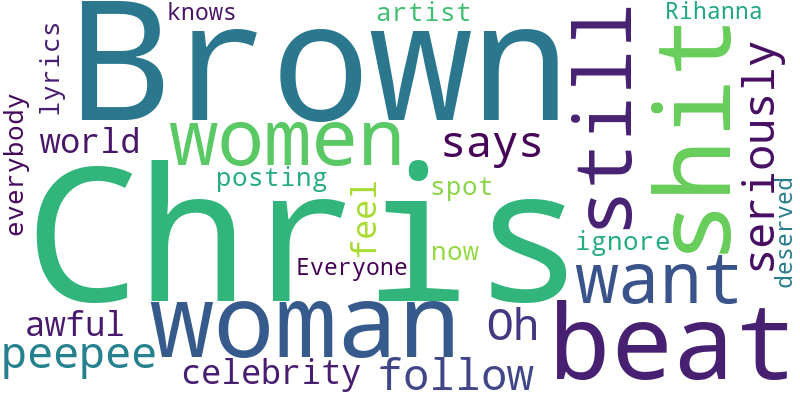 knows
artist
Rihanna
Brown
lyrics
still
shit
seriously
everybody
world
women
says
Chris
posting
feel
spot
deserved
now
ignore
Everyone
want
awful
woman
Oh
beat
peepee
celebrity
follow